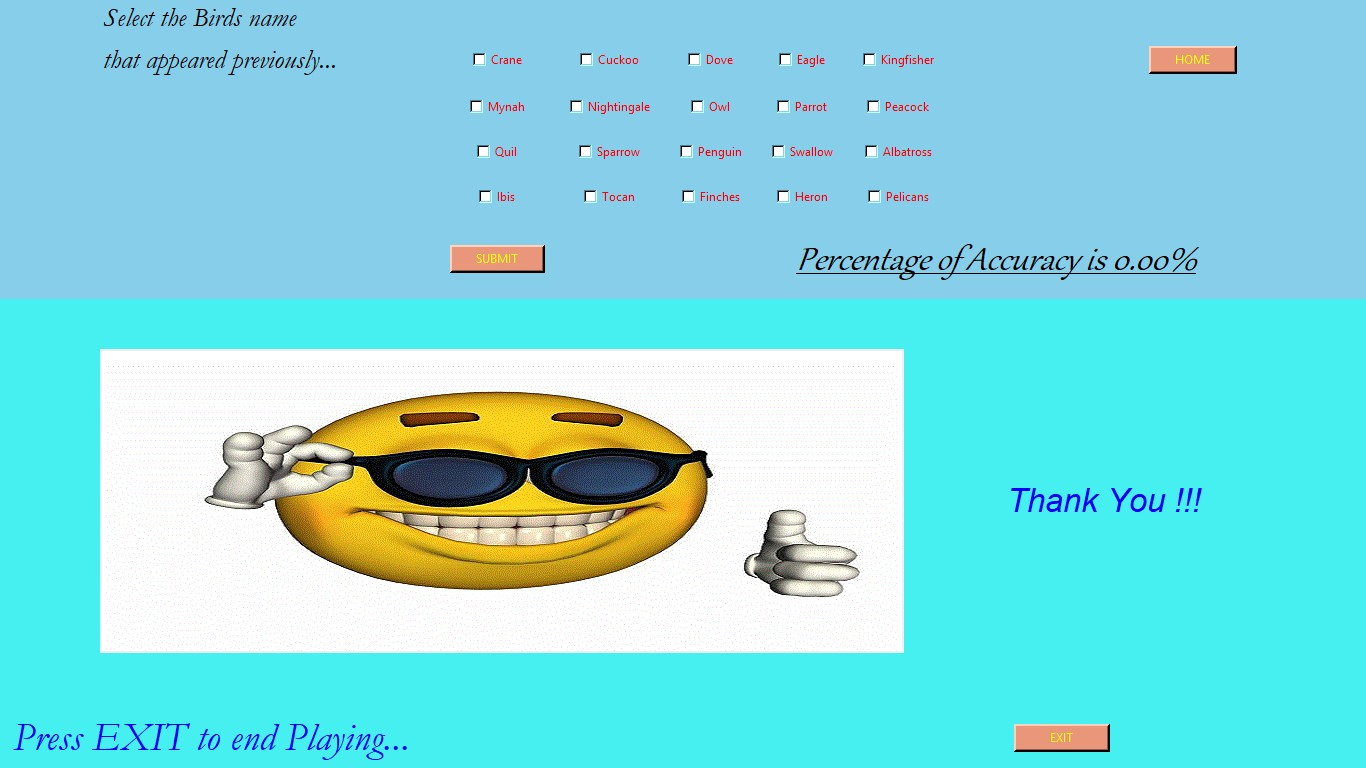 Select the Birds name
that appeared previously...
Crane Cuckoo Dove Eagle Kingfisher
HOME
Mynah Nightingale Owl Parrot Peacock
Quil Sparrow Penguin Swallow Albatross
Ibis Tocan Finches Heron Pelicans
SUBMIT
Percentage of Accuracy is 0.00%
Thank You !!!
Press EXIT to end Playing...
EXIT